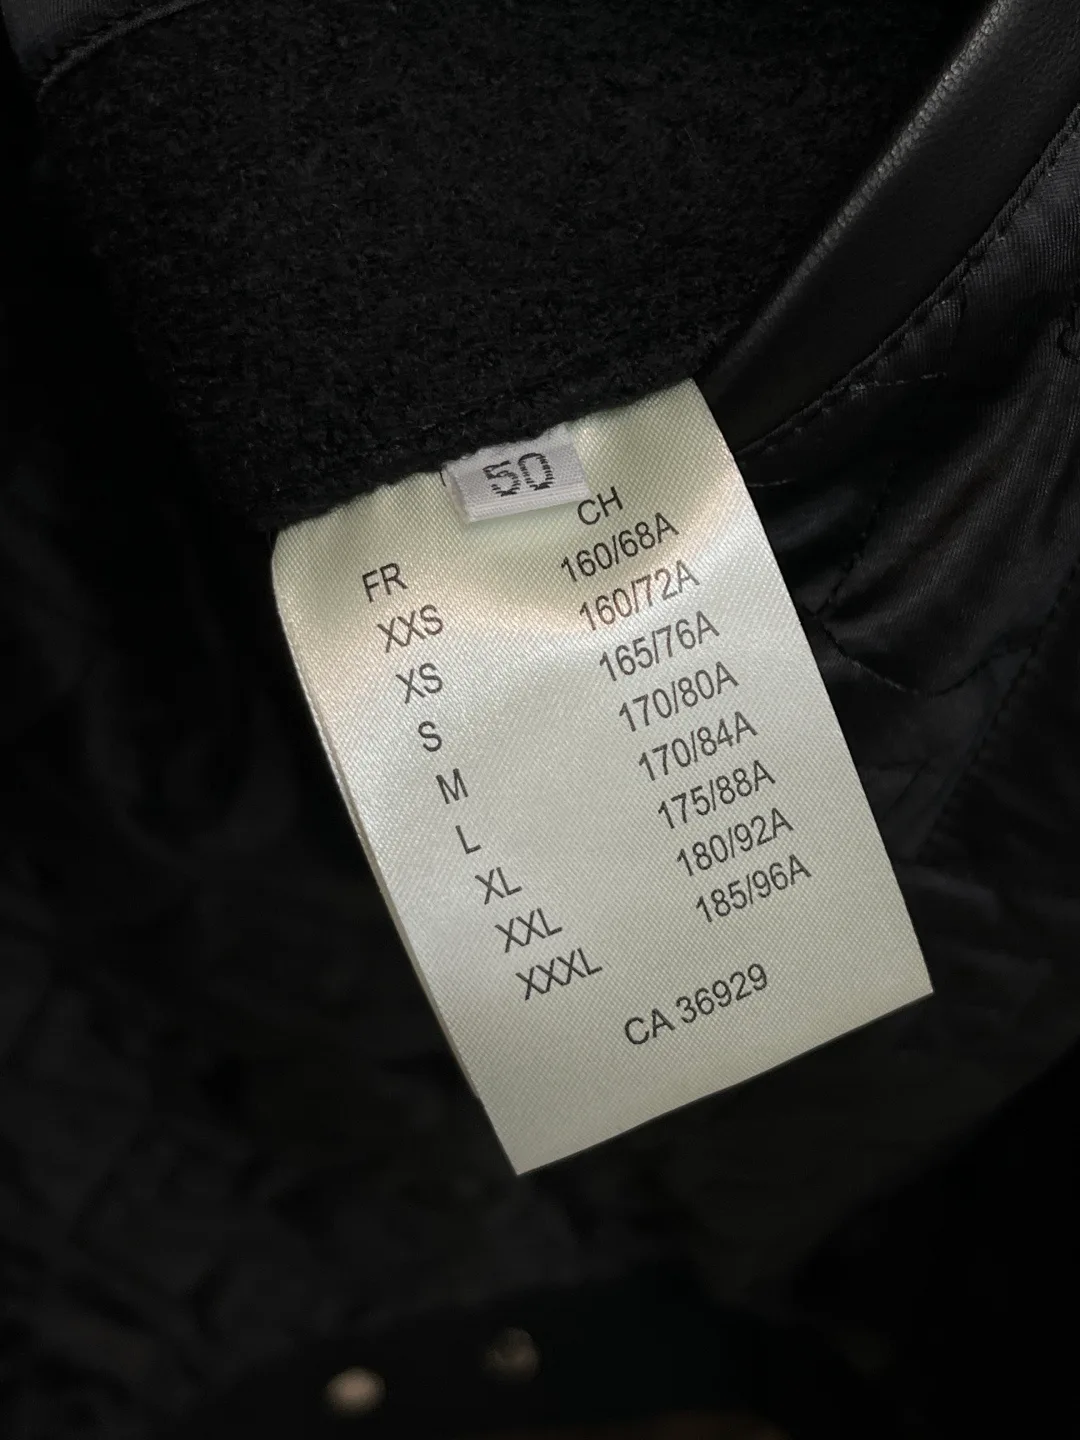 50
FR CH
XXS 160/68A
XS 160/72A
S 165/76A
M 170/80A
L 170/84A
XL 175/88A
XXL 180/92A
XXXL 185/96A
CA 36929